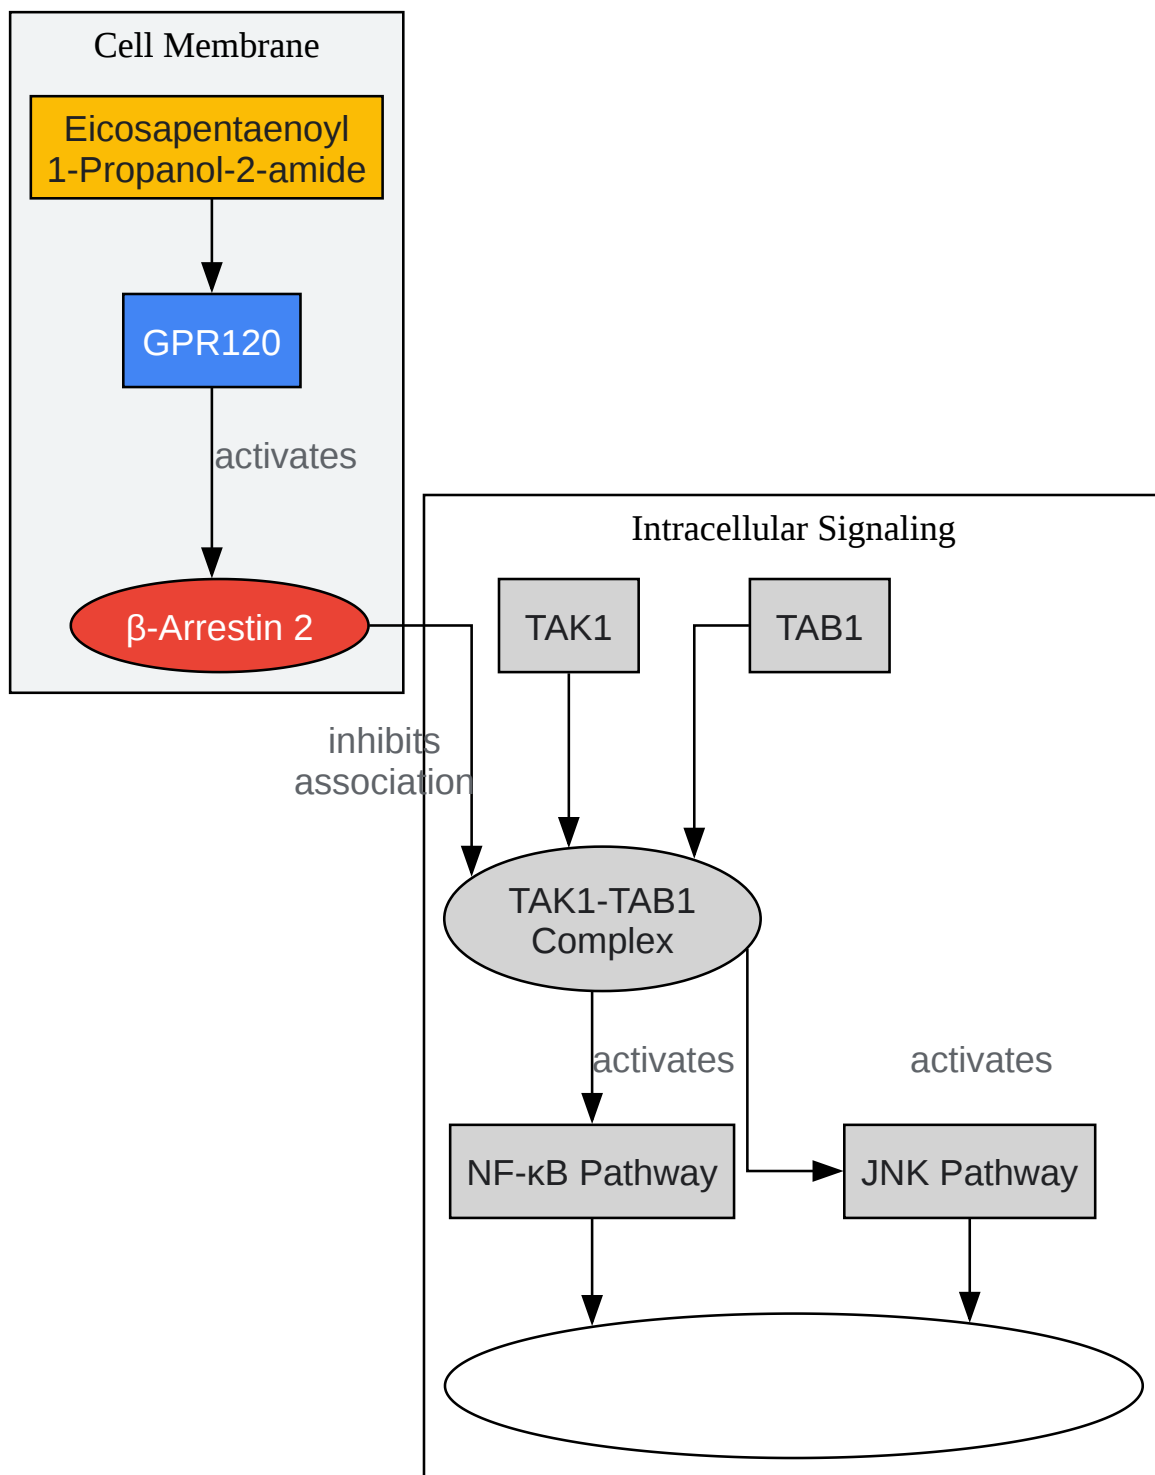 Cell Membrane
Eicosapentaenoyl
1-Propanol-2-amide
GPR120
activates
β-Arrestin 2
inhibits
association
Intracellular Signaling
TAK1
TAB1
TAK1-TAB1
Complex
activates
activates
NF-κB Pathway
JNK Pathway